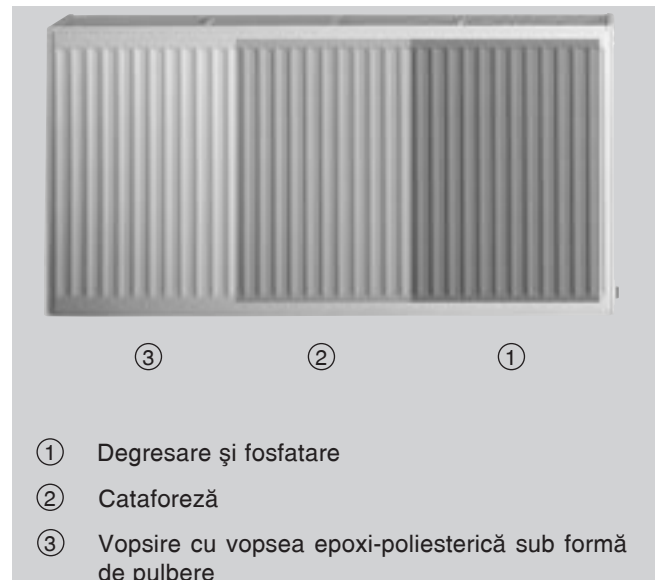 ③ ② ①
① Degresare şi fosfatare
② Cataforeză
③ Vopsire cu vopsea epoxi-poliesterică sub formă
de pulbere